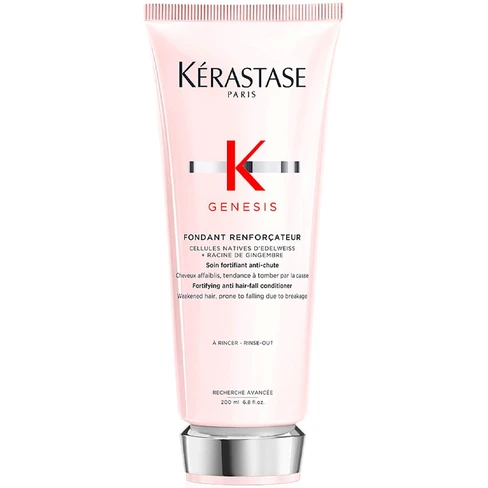 KÉRASTASE
PARIS
K
GENESIS
FONDANT RENFORÇATEUR
CELLULES NATIVES D'EDELWEISS
+ RACINE DE GINGEMBRE
Soin fortifiant anti-chute
Cheveux affaiblis, tendance à tomber par la casse
Fortifying anti hair-fall conditioner
Weakened hair, prone to falling due to breakage
À RINCER - RINSE-OUT
RECHERCHE AVANCÉE
200 ml 6.8 fl.oz.